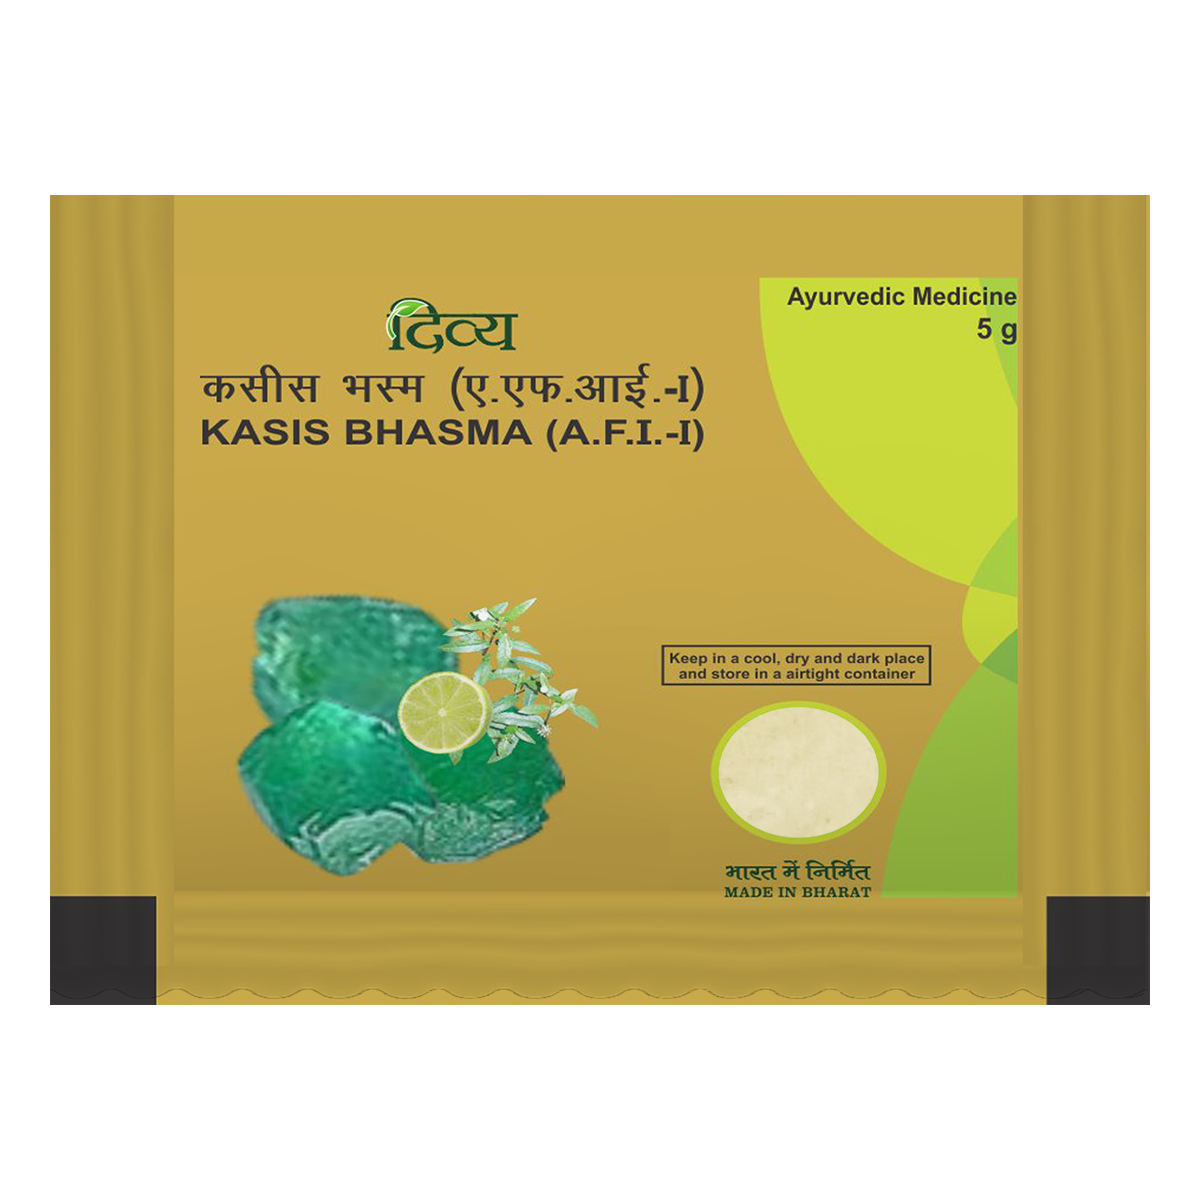 Ayurvedic Medicine
5 g
दिव्य
कसीस भस्म (ए.एफ.आई.-I)
KASIS BHASMA (A.F.I.-I)
Keep in a cool, dry and dark place
and store in a airtight container
भारत में निर्मित
MADE IN BHARAT